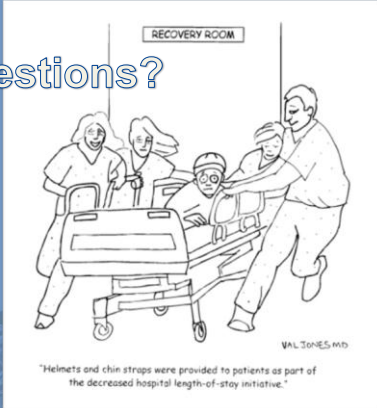 RECOVERY ROOM
estions?
VAL JONES MD
"Helmets and chin straps were provided to patients as part of
the decreased hospital length-of-stay initiative."